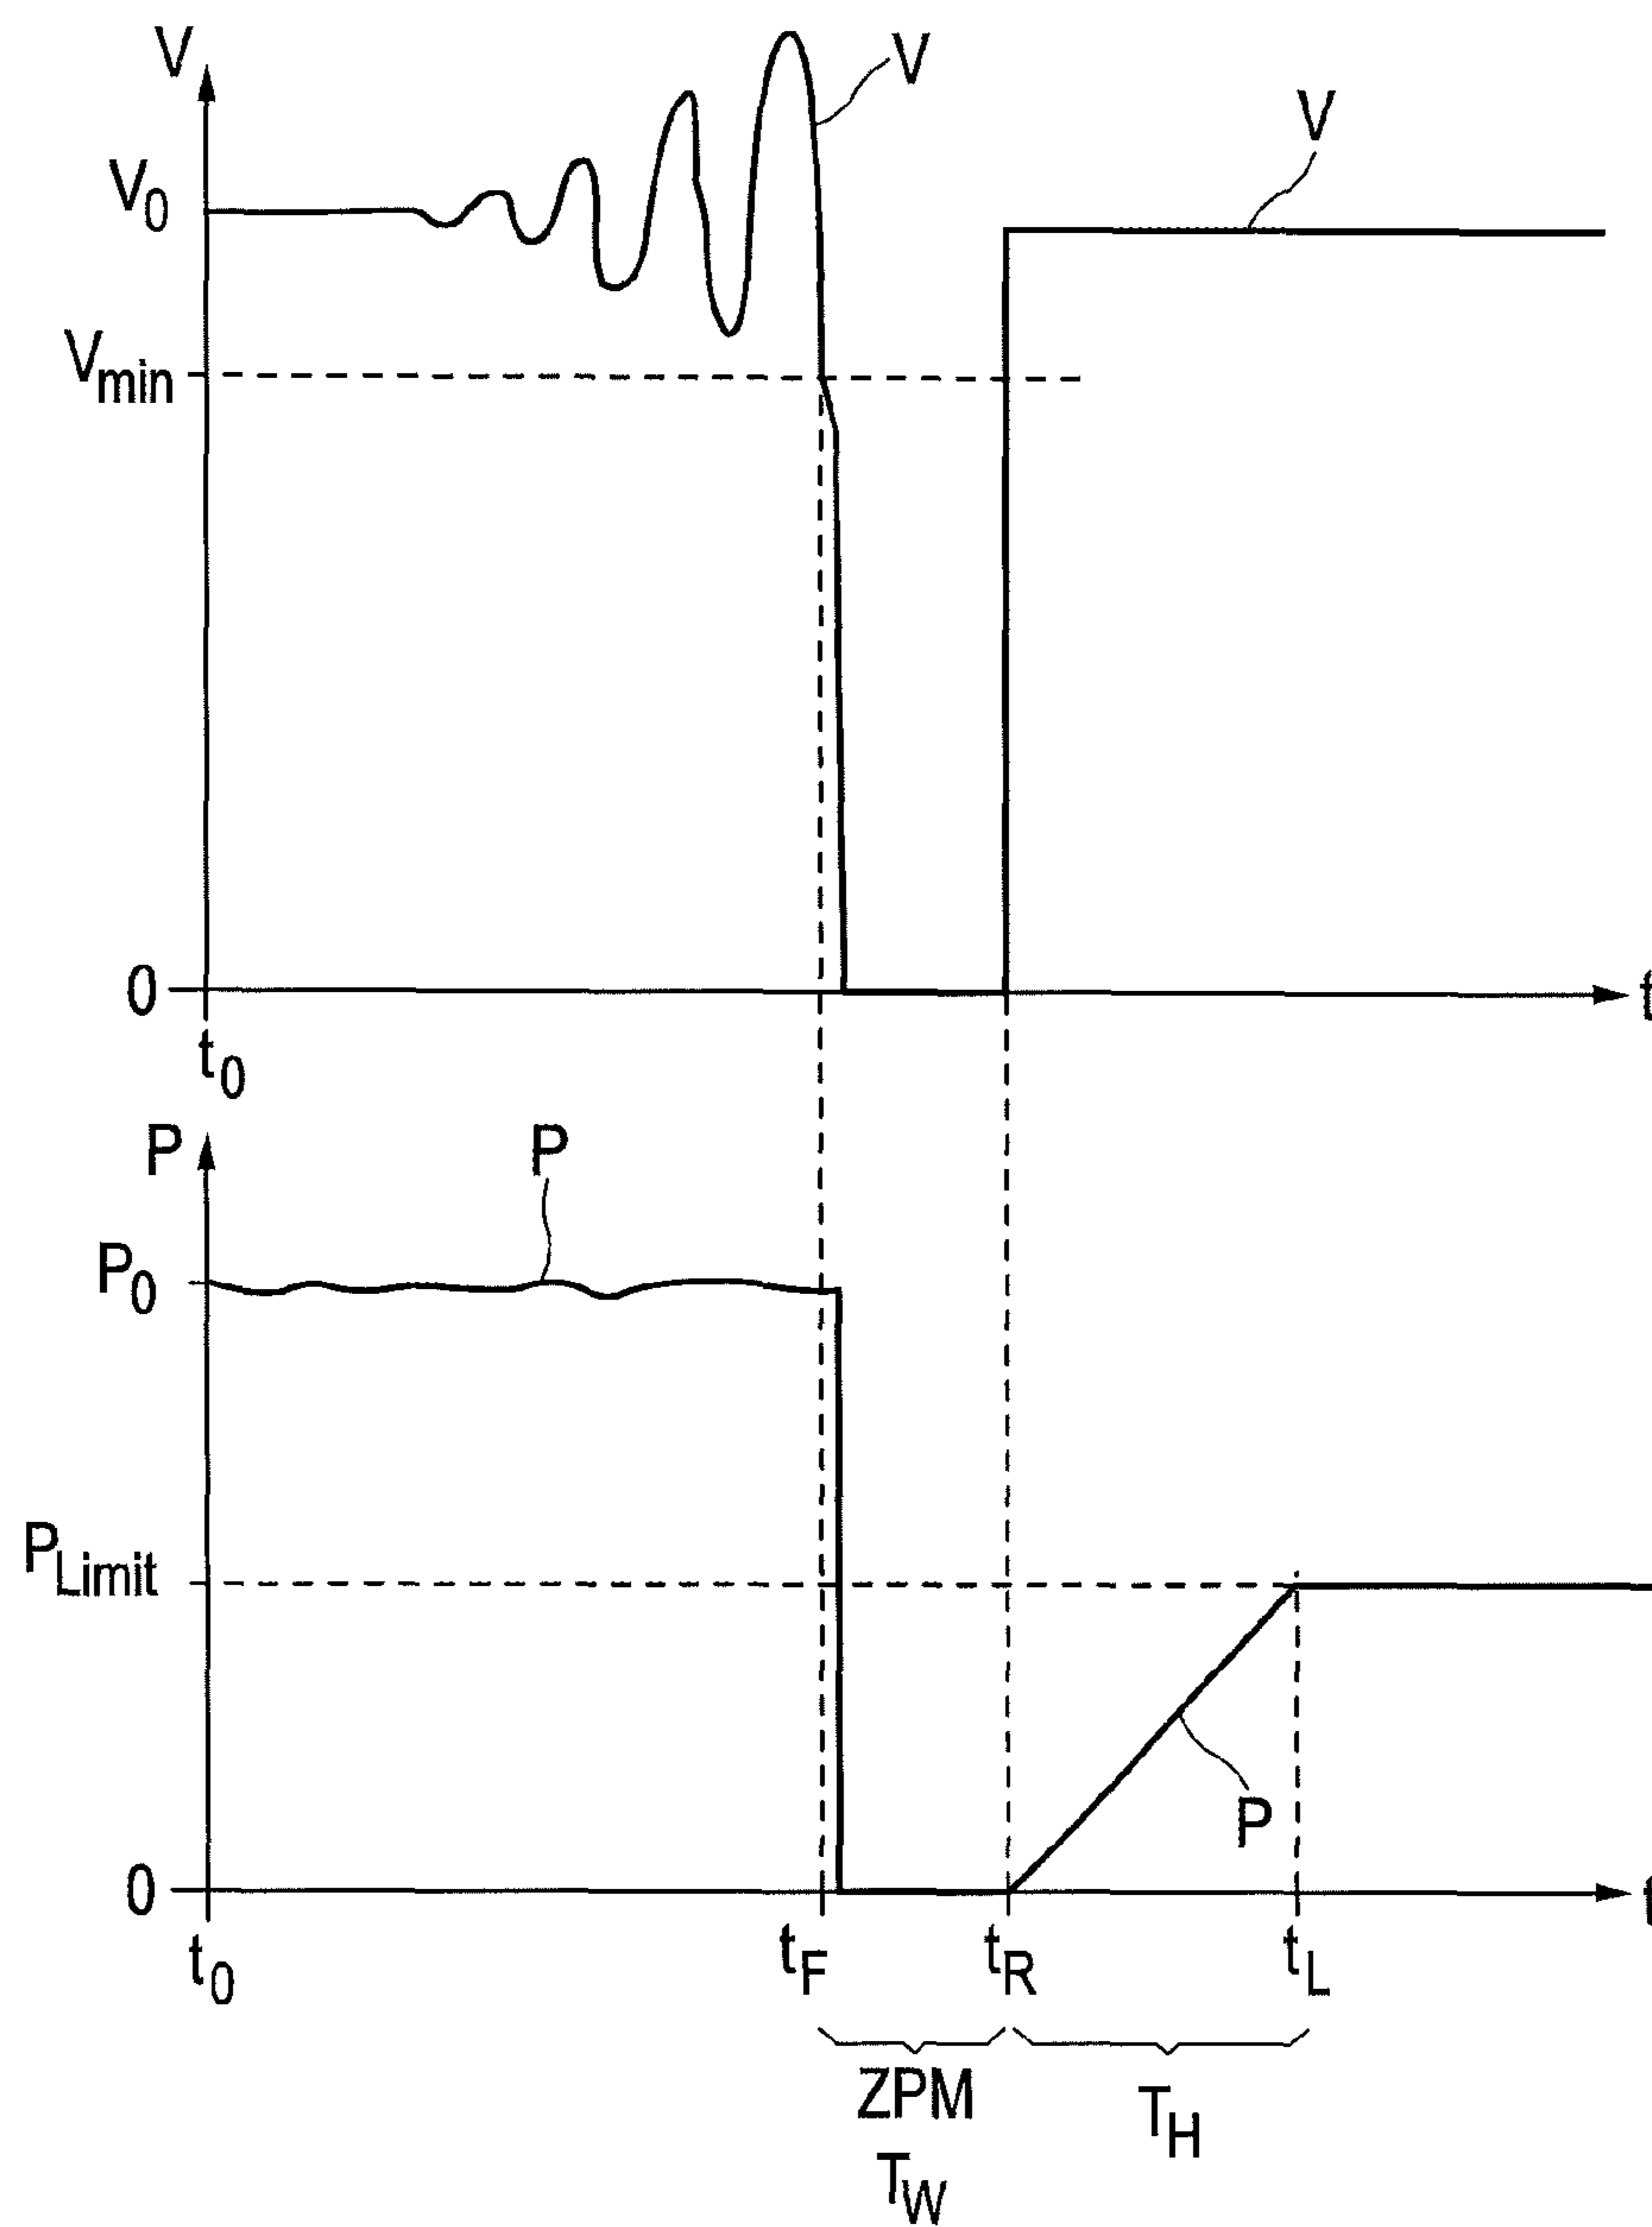 V
V
V
V₀
Vmin
0
t
t₀
P
P
P₀
PLimit
P
0
t
t₀
tF
tR
tL
ZPM
TH
TW